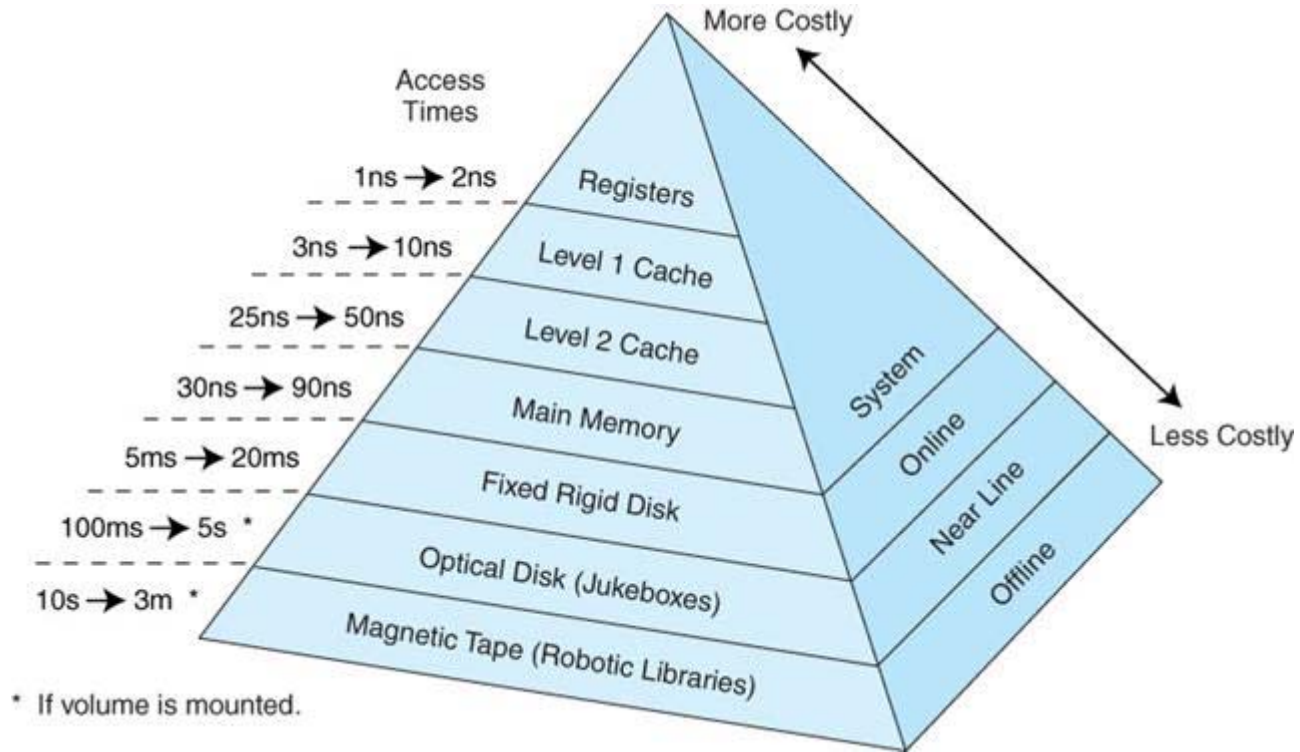 More Costly
Access
Times
1ns → 2ns
Registers
3ns → 10ns
Level 1 Cache
25ns → 50ns
Level 2 Cache
30ns → 90ns
Main Memory
System
5ms → 20ms
Fixed Rigid Disk
Online
Less Costly
100ms → 5s *
Optical Disk (Jukeboxes)
Near Line
10s → 3m *
Magnetic Tape (Robotic Libraries)
Offline
* If volume is mounted.